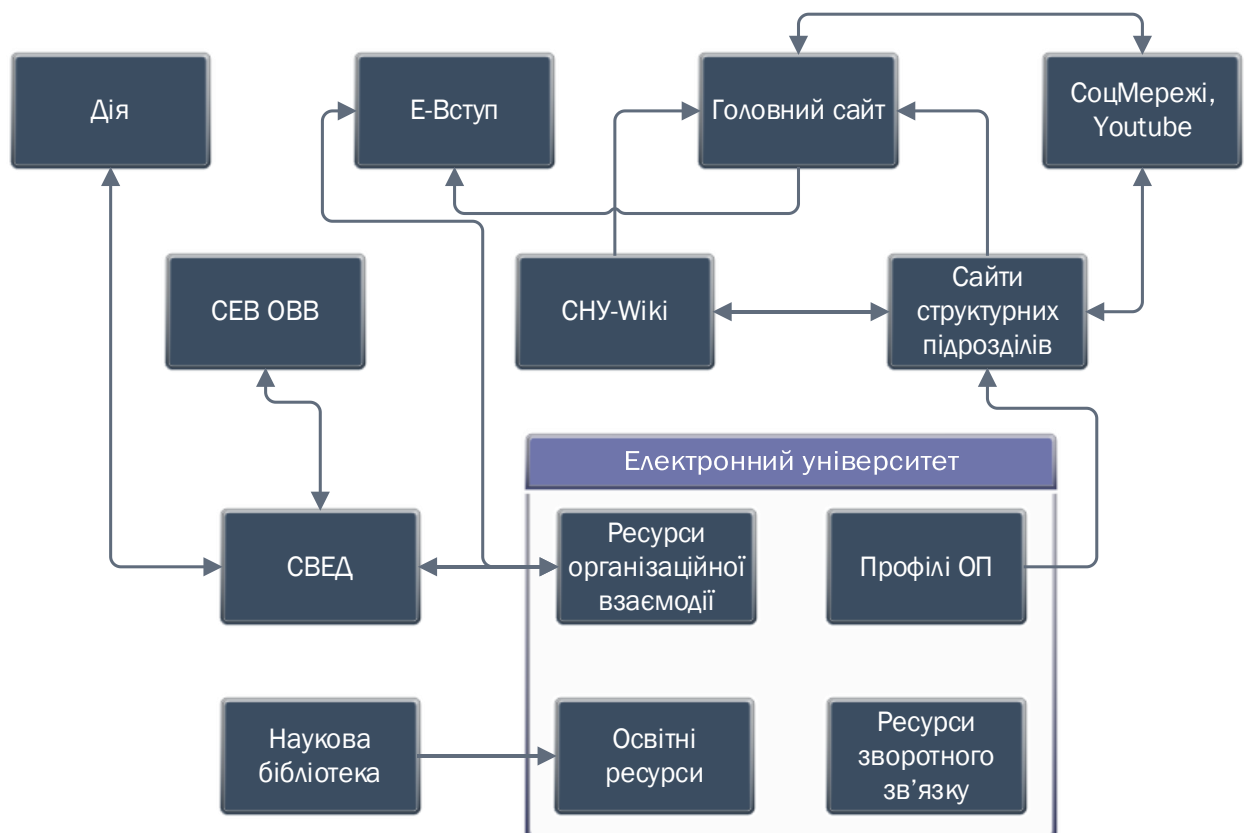 Дія
Е-Вступ
Головний сайт
СоцМережі,
Youtube
СЕВ ОВВ
СНУ-Wiki
Сайти
структурних
підрозділів
Електронний університет
СВЕД
Ресурси
організаційної
взаємодії
Профілі ОП
Наукова
бібліотека
Освітні
ресурси
Ресурси
зворотного
зв’язку